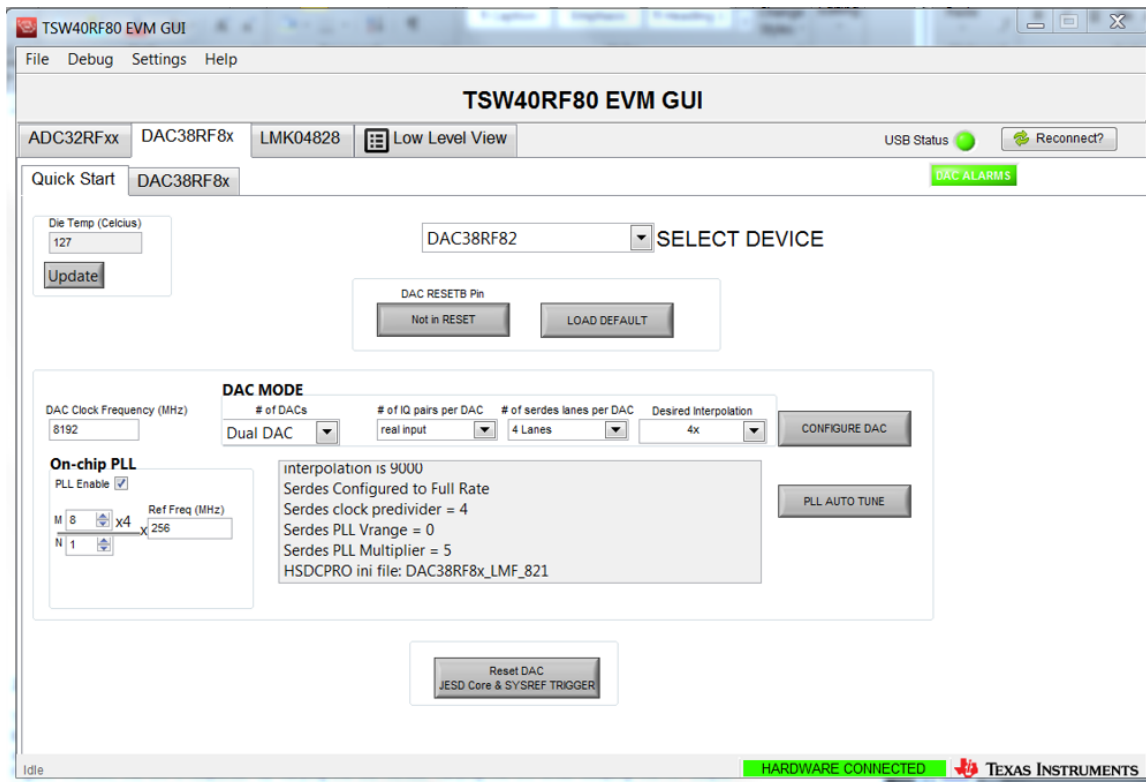 TSW40RF80 EVM GUI
File Debug Settings Help
TSW40RF80 EVM GUI
ADC32RFxx DAC38RF8x LMK04828 Low Level View USB Status Reconnect?
Quick Start DAC38RF8x DAC ALARMS
Die Temp (Celcius)
127
Update
DAC38RF82 SELECT DEVICE
DAC RESETB Pin
Not in RESET LOAD DEFAULT
DAC MODE
DAC Clock Frequency (MHz) # of DACs # of IQ pairs per DAC # of serdes lanes per DAC Desired Interpolation
8192 Dual DAC real input 4 Lanes 4x CONFIGURE DAC
On-chip PLL
PLL Enable
M 8 x4 Ref Freq (MHz)
x 256
N 1
Interpolation is 9000
Serdes Configured to Full Rate
Serdes clock predivider = 4
Serdes PLL Vrange = 0
Serdes PLL Multiplier = 5
HSDCPRO ini file: DAC38RF8x_LMF_821
PLL AUTO TUNE
Reset DAC
JESD Core & SYSREF TRIGGER
Idle HARDWARE CONNECTED TEXAS INSTRUMENTS